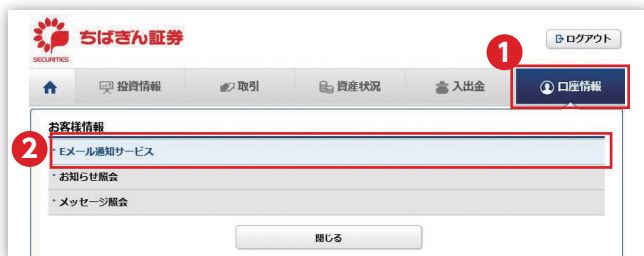 ちばぎん証券
SECURITIES
ログアウト
1
投資情報 取引 資産状況 入出金 口座情報
お客様情報
2
Eメール通知サービス
お知らせ照会
メッセージ照会
閉じる